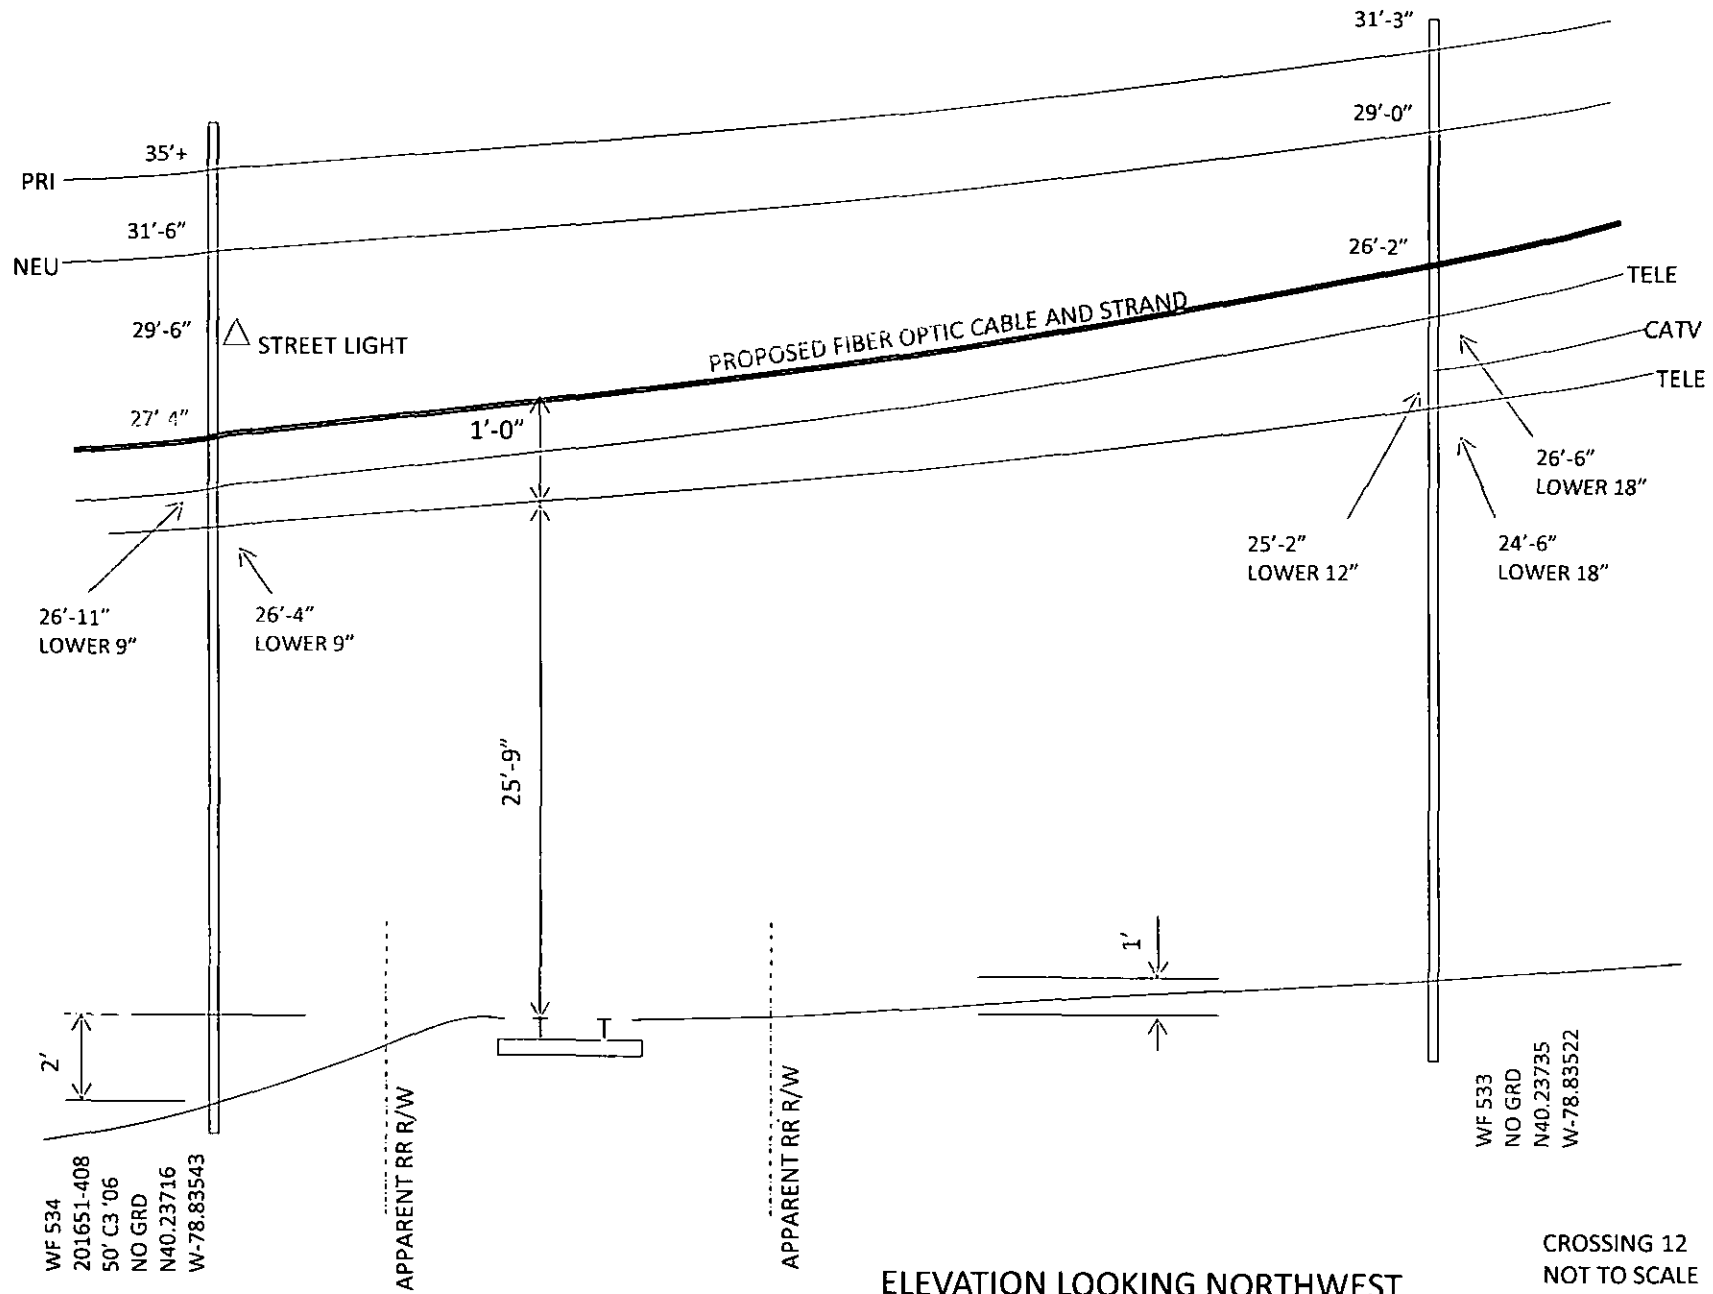 31'-3"
35'+
29'-0"
PRI
31'-6"
26'-2"
NEU
TELE
29'-6"
STREET LIGHT
PROPOSED FIBER OPTIC CABLE AND STRAND
CATV
TELE
27'-4"
1'-0"
26'-6"
LOWER 18"
25'-2"
LOWER 12"
24'-6"
LOWER 18"
26'-11"
LOWER 9"
26'-4"
LOWER 9"
25'-9"
1'
2'
T
T
WF 534
201651-408
50' C3 '06
NO GRD
N40.23716
W-78.83543
APPARENT RR R/W
APPARENT RR R/W
WF 533
NO GRD
N40.23735
W-78.83522
ELEVATION LOOKING NORTHWEST
CROSSING 12
NOT TO SCALE